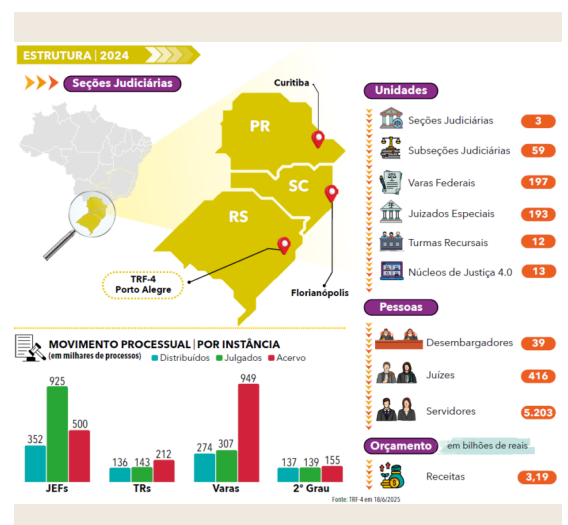 ESTRUTURA | 2024
Seções Judiciárias
Curitiba
PR
SC
RS
TRF-4
Porto Alegre
Florianópolis
Unidades
Seções Judiciárias 3
Subseções Judiciárias 59
Varas Federais 197
Juizados Especiais 193
Turmas Recursais 12
Núcleos de Justiça 4.0 13
Pessoas
Desembargadores 39
Juízes 416
Servidores 5.203
Orçamento em bilhões de reais
Receitas 3,19
MOVIMENTO PROCESSUAL | POR INSTÂNCIA
(em milhares de processos) Distribuídos Julgados Acervo
352 925 500
136 143 212
274 307 949
137 139 155
JEFs TRs Varas 2° Grau
Fonte: TRF-4 em 18/6/2025